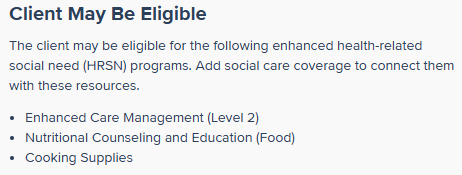 Client May Be Eligible
The client may be eligible for the following enhanced health-related
social need (HRSN) programs. Add social care coverage to connect them
with these resources.
• Enhanced Care Management (Level 2)
• Nutritional Counseling and Education (Food)
• Cooking Supplies